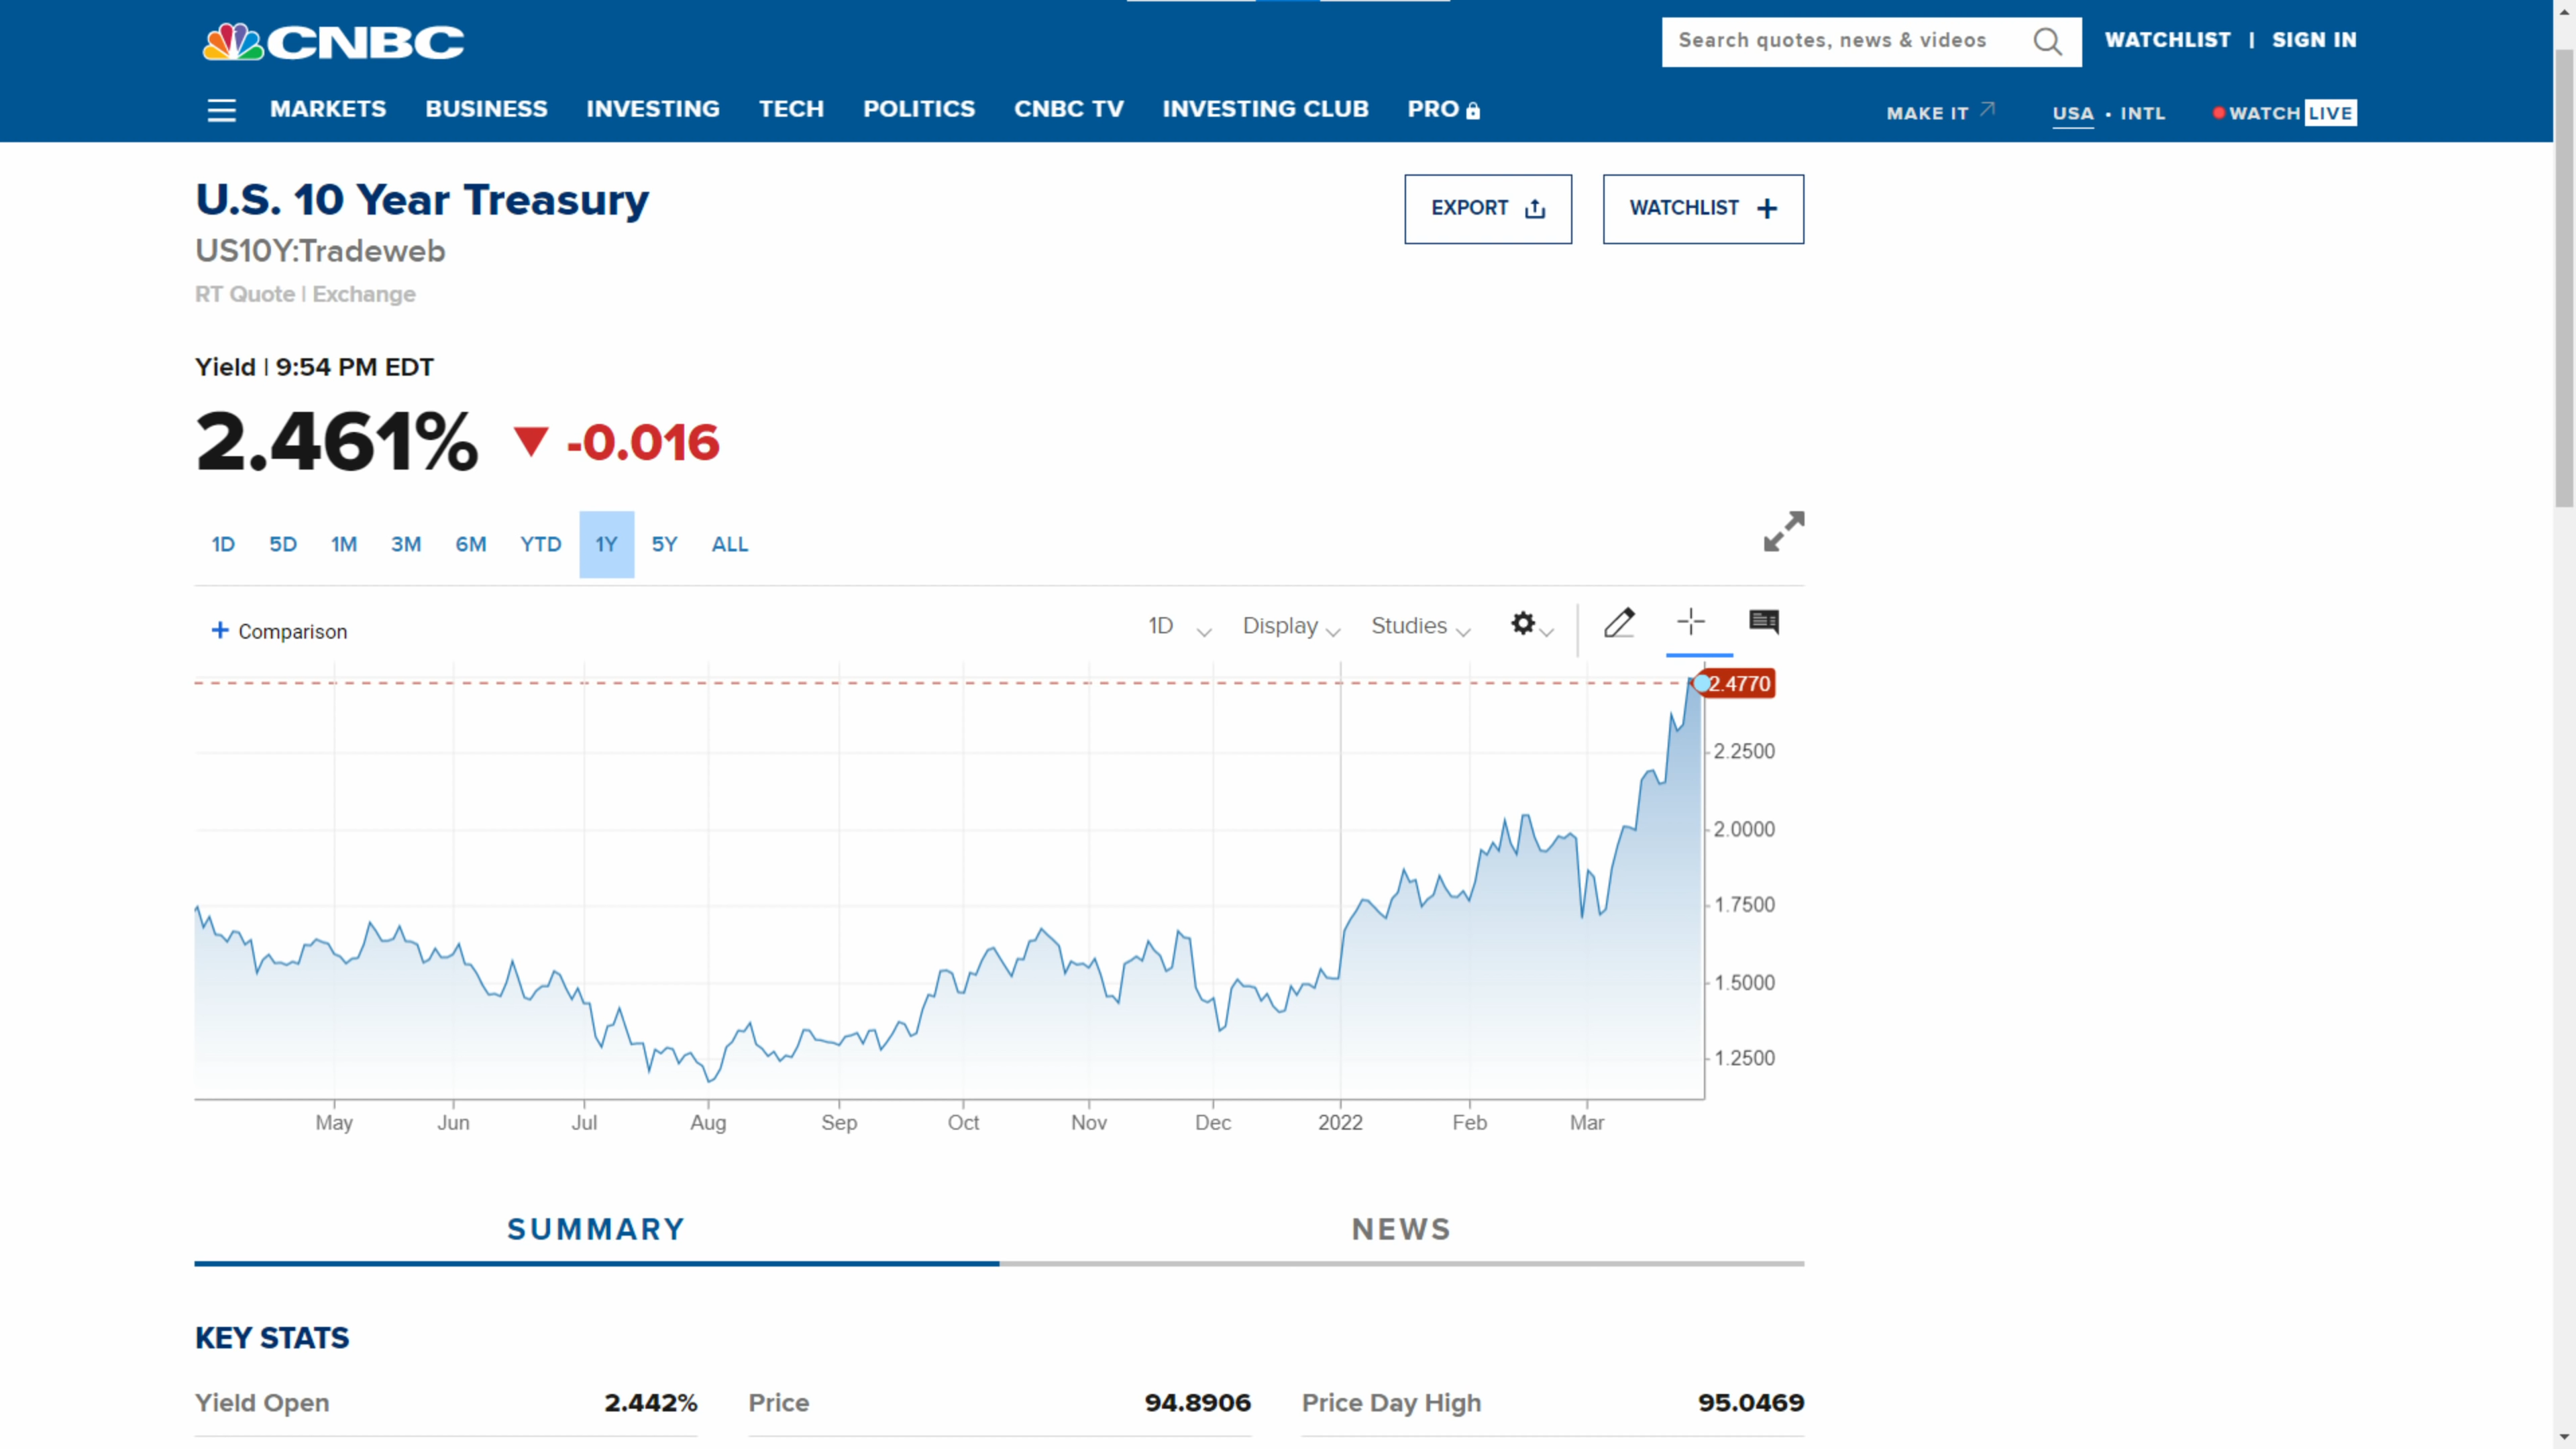 CNBC
Search quotes, news & videos
WATCHLIST | SIGN IN
MARKETS BUSINESS INVESTING TECH POLITICS CNBC TV INVESTING CLUB PRO
MAKE IT USA • INTL WATCH LIVE
U.S. 10 Year Treasury
EXPORT WATCHLIST +
US10Y:Tradeweb
RT Quote | Exchange
Yield | 9:54 PM EDT
2.461% ▼ -0.016
1D 5D 1M 3M 6M YTD 1Y 5Y ALL
+ Comparison 1D Display Studies
2.4770
2.2500
2.0000
1.7500
1.5000
1.2500
May Jun Jul Aug Sep Oct Nov Dec 2022 Feb Mar
SUMMARY NEWS
KEY STATS
Yield Open 2.442% Price 94.8906 Price Day High 95.0469